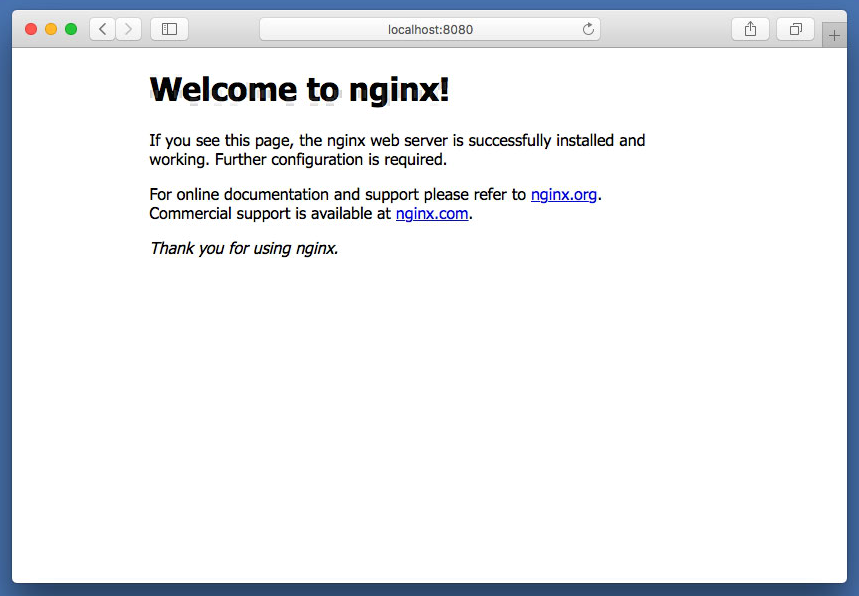 localhost:8080
Welcome to nginx!
If you see this page, the nginx web server is successfully installed and
working. Further configuration is required.
For online documentation and support please refer to nginx.org.
Commercial support is available at nginx.com.
Thank you for using nginx.